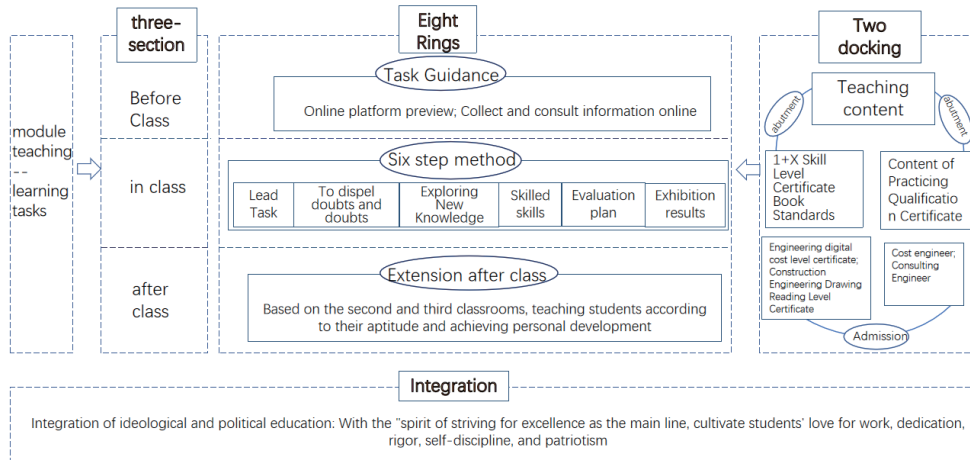 module
teaching
--
learning
tasks
three-
section
Before
Class
in class
after
class
Eight
Rings
Task Guidance
Online platform preview; Collect and consult information online
Six step method
Lead
Task
To dispel
doubts and
doubts
Exploring
New
Knowledge
Skilled
skills
Evaluation
plan
Exhibition
results
Extension after class
Based on the second and third classrooms, teaching students according
to their aptitude and achieving personal development
Two
docking
Teaching
content
abutment
abutment
1+X Skill
Level
Certificate
Book
Standards
Content of
Practicing
Qualificatio
n Certificate
Engineering digital
cost level certificate;
Construction
Engineering Drawing
Reading Level
Certificate
Cost engineer;
Consulting
Engineer
Admission
Integration
Integration of ideological and political education: With the "spirit of striving for excellence as the main line, cultivate students' love for work, dedication,
rigor, self-discipline, and patriotism